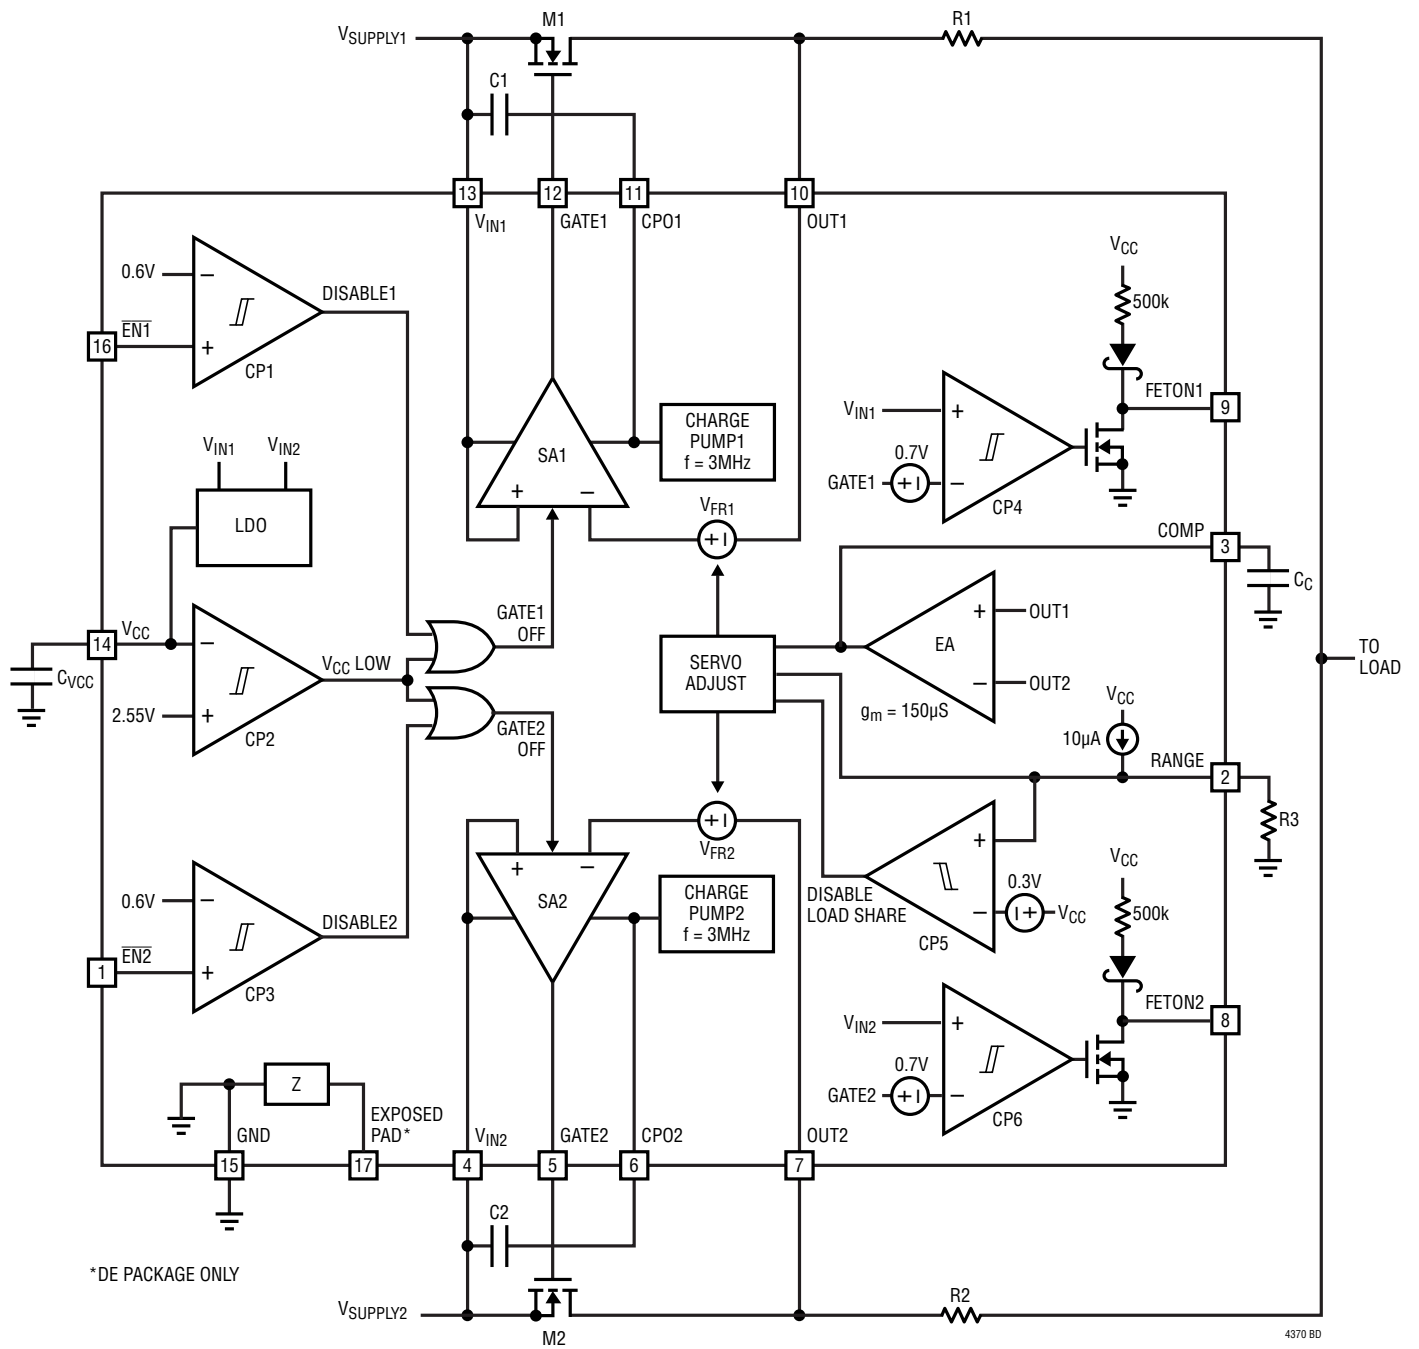 M1
R1
VSUPPLY1
C1
13
12
11
10
VIN1
GATE1
CPO1
OUT1
0.6V
−
DISABLE1
EN1
16
+
CP1
VCC
500k
FETON1
9
VIN1
+
0.7V
GATE1
+ −
−
CP4
CHARGE
PUMP1
f = 3MHz
SA1
+
−
VFR1
+ −
VIN1
VIN2
LDO
COMP
3
CC
+
OUT1
EA
−
OUT2
gm = 150µS
GATE1
OFF
SERVO
ADJUST
VCC
14
−
CVCC
VCC LOW
2.55V
+
CP2
GATE2
OFF
TO
LOAD
VCC
10µA
RANGE
2
R3
+ −
VFR2
+
−
SA2
CHARGE
PUMP2
f = 3MHz
+
DISABLE
LOAD SHARE
−
0.3V
− +
VCC
CP5
0.6V
−
DISABLE2
EN2
1
+
CP3
VCC
500k
FETON2
8
VIN2
+
0.7V
GATE2
+ −
−
CP6
Z
EXPOSED
PAD*
GND
15
17
VIN2
GATE2
CPO2
OUT2
4
5
6
7
C2
*DE PACKAGE ONLY
VSUPPLY2
M2
R2
4370 BD